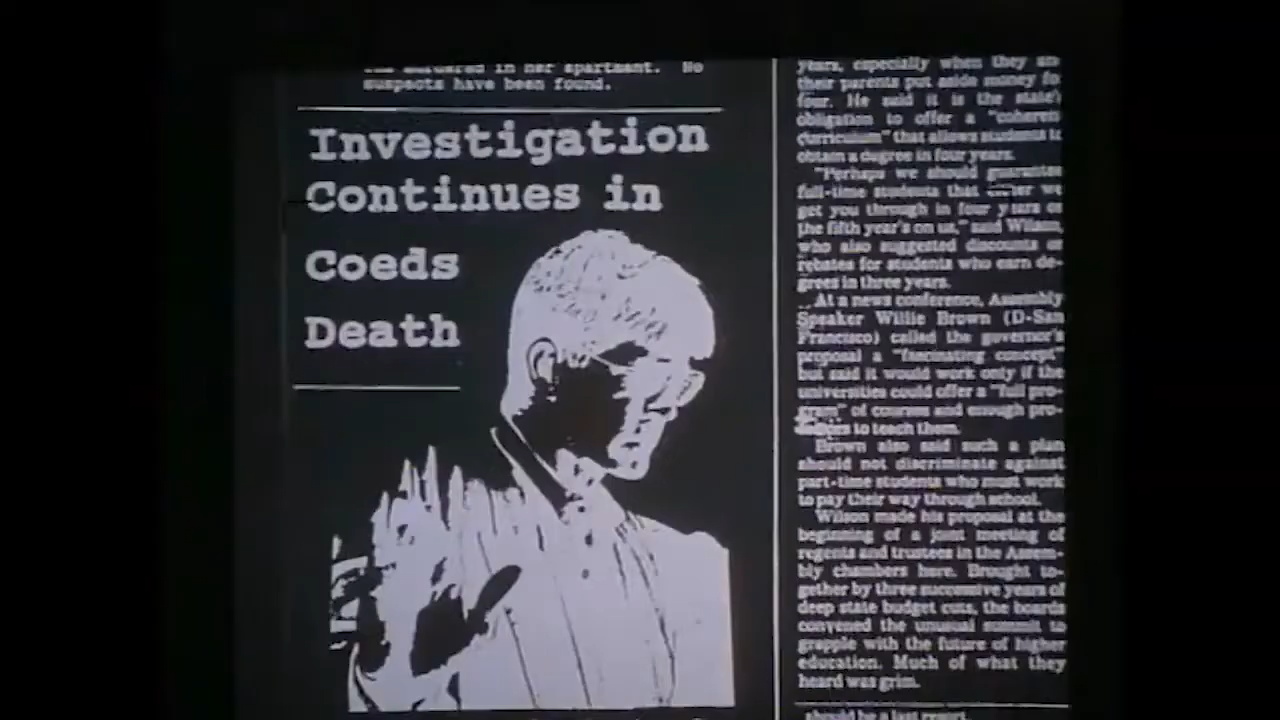 was murdered in her apartment. No
suspects have been found.
Investigation
Continues in
Coeds
Death
years, especially when they an
their parents put aside money fo
four. He said it is the state's
obligation to offer a "coheren
curriculum" that allows students to
obtain a degree in four years.
"Perhaps we should guarantee
full-time students that either we
get you through in four years or
the fifth year's on us," said Wilson,
who also suggested discounts or
rebates for students who earn de-
grees in three years.
At a news conference, Assembly
Speaker Willie Brown (D-San
Francisco) called the governor's
proposal a "fascinating concept"
but said it would work only if the
universities could offer a "full pro-
gram" of courses and enough pro-
to teach them.
Brown also said such a plan
should not discriminate against
part-time students who must work
to pay their way through school.
Wilson made his proposal at the
beginning of a joint meeting of
regents and trustees in the Assem-
bly chambers here. Brought to-
gether by three successive years of
deep state budget cuts, the boards
convened the unusual summit to
grapple with the future of higher
education. Much of what they
heard was grim.
should be a last report.